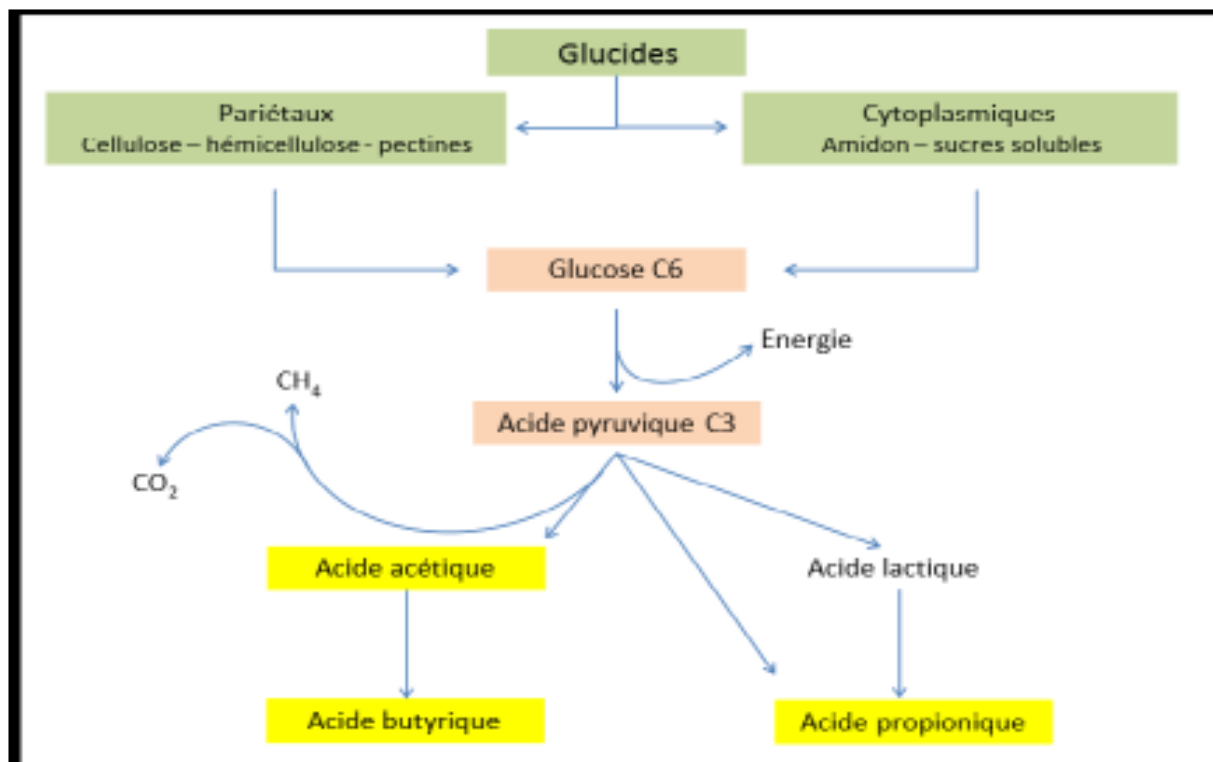 Glucides
Pariétaux
Cellulose – hémicellulose - pectines
Cytoplasmiques
Amidon – sucres solubles
Glucose C6
Energie
CH₄
Acide pyruvique C3
CO₂
Acide acétique
Acide lactique
Acide butyrique
Acide propionique